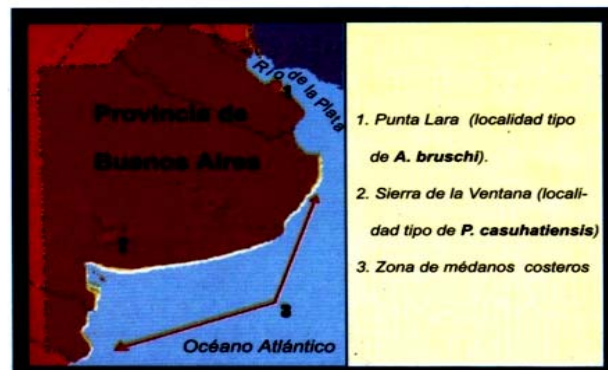 Río de la Plata
1
Provincia de
Buenos Aires
2
3
Océano Atlántico
1. Punta Lara (localidad tipo
de A. bruschi).
2. Sierra de la Ventana (locali-
dad tipo de P. casuhatiensis)
3. Zona de médanos costeros